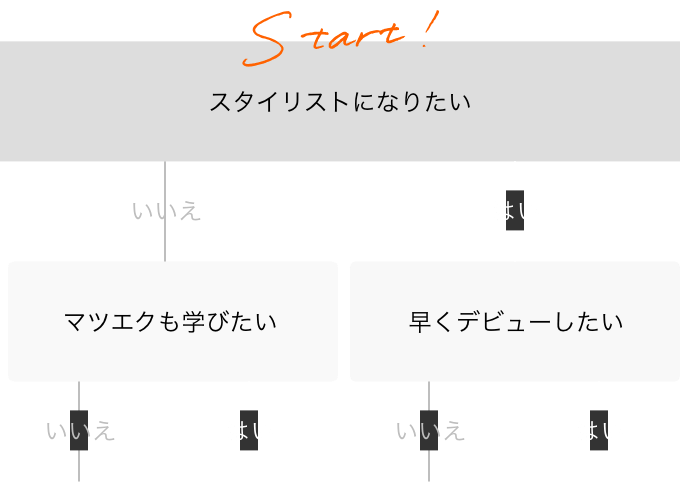 Start!
スタイリストになりたい
いいえ
はい
マツエクも学びたい
早くデビューしたい
いいえ
はい
いいえ
はい